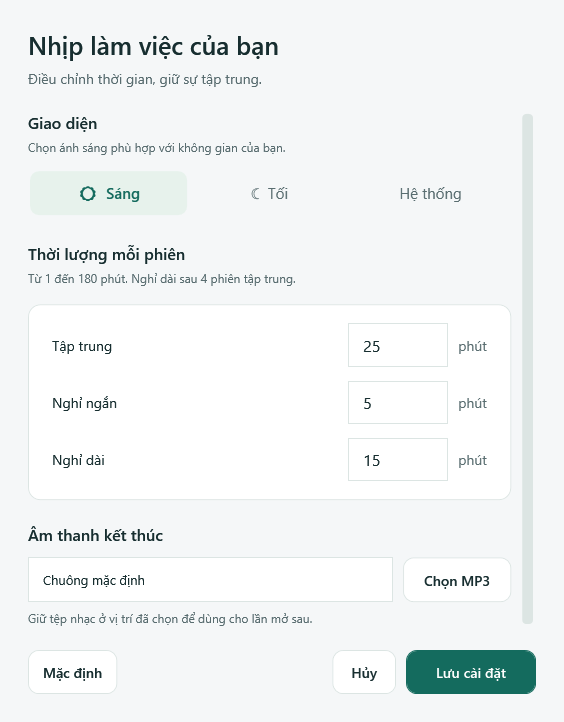 Nhịp làm việc của bạn
Điều chỉnh thời gian, giữ sự tập trung.
Giao diện
Chọn ánh sáng phù hợp với không gian của bạn.
Sáng
☾ Tối
Hệ thống
Thời lượng mỗi phiên
Từ 1 đến 180 phút. Nghỉ dài sau 4 phiên tập trung.
Tập trung 25 phút
Nghỉ ngắn 5 phút
Nghỉ dài 15 phút
Âm thanh kết thúc
Chuông mặc định
Chọn MP3
Giữ tệp nhạc ở vị trí đã chọn để dùng cho lần mở sau.
Mặc định
Hủy
Lưu cài đặt